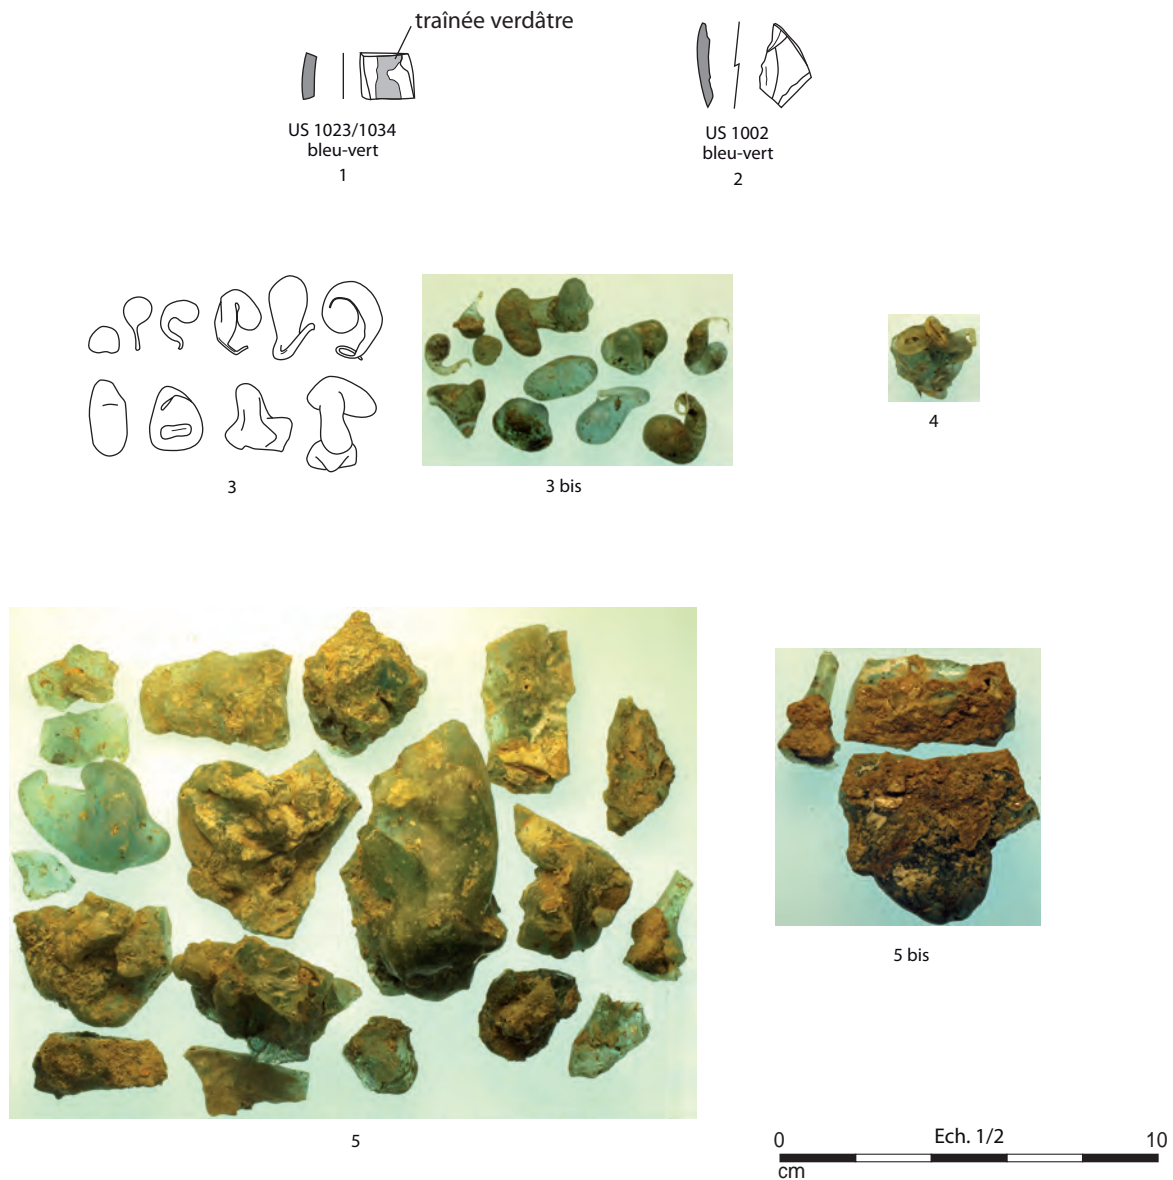 traînée verdâtre
US 1023/1034
bleu-vert
1
US 1002
bleu-vert
2
3
3 bis
4
5
5 bis
0 Ech. 1/2 10
cm